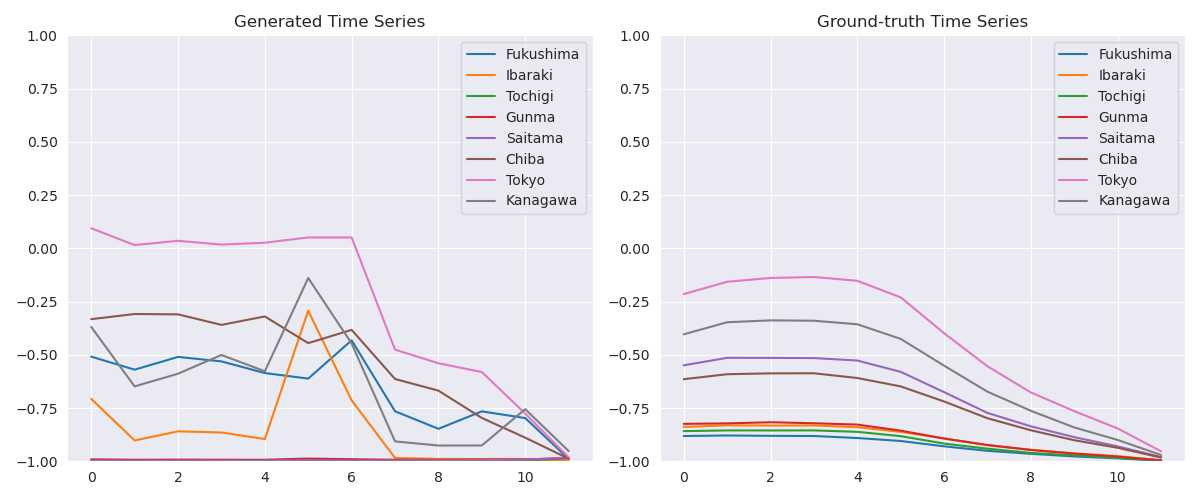 Generated Time Series
1.00
0.75
0.50
0.25
0.00
−0.25
−0.50
−0.75
−1.00
0 2 4 6 8 10
Fukushima
Ibaraki
Tochigi
Gunma
Saitama
Chiba
Tokyo
Kanagawa
Ground-truth Time Series
1.00
0.75
0.50
0.25
0.00
−0.25
−0.50
−0.75
−1.00
0 2 4 6 8 10
Fukushima
Ibaraki
Tochigi
Gunma
Saitama
Chiba
Tokyo
Kanagawa